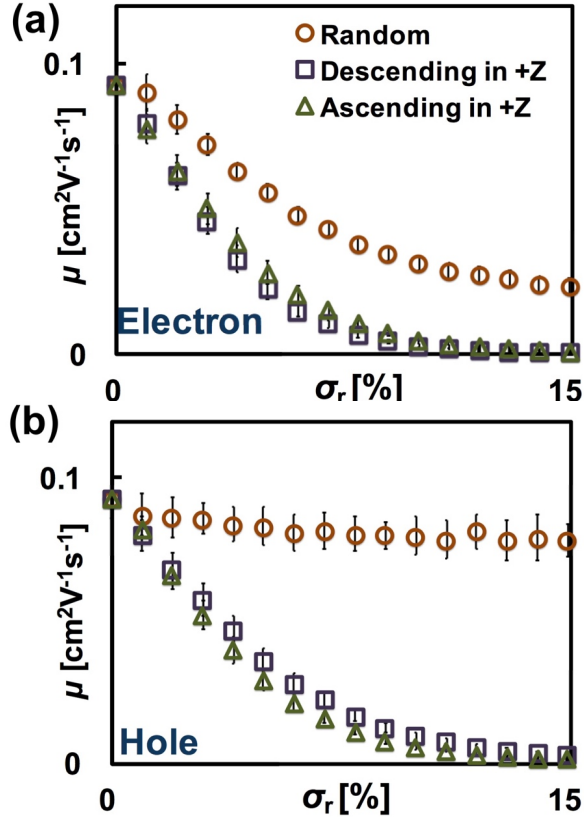 (a)
0.1
Random
Descending in +Z
Ascending in +Z
μ [cm²V⁻¹s⁻¹]
Electron
0
0
σr [%]
15
(b)
0.1
μ [cm²V⁻¹s⁻¹]
Hole
0
0
σr [%]
15